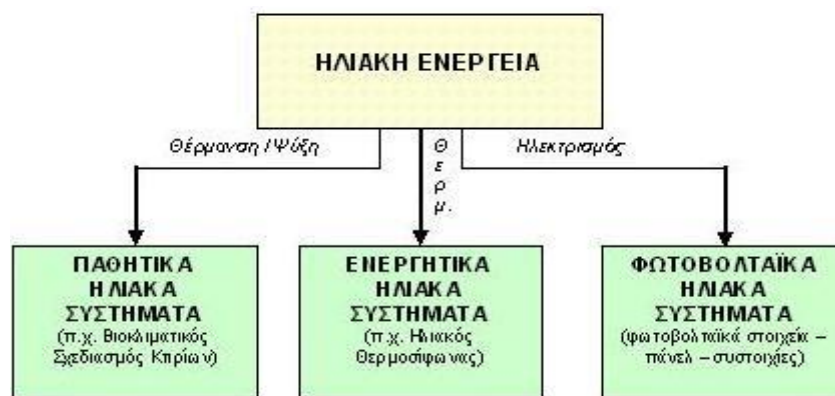 ΗΛΙΑΚΗ ΕΝΕΡΓΕΙΑ
Θέρμανση / Ψύξη
Θερμ.
Ηλεκτρισμός
ΠΑΘΗΤΙΚΑ
ΗΛΙΑΚΑ
ΣΥΣΤΗΜΑΤΑ
(π.χ. Βιοκλιματικός
Σχεδιασμός Κτιρίων)
ΕΝΕΡΓΗΤΙΚΑ
ΗΛΙΑΚΑ
ΣΥΣΤΗΜΑΤΑ
(π.χ. Ηλιακός
Θερμοσίφωνας)
ΦΩΤΟΒΟΛΤΑΪΚΑ
ΗΛΙΑΚΑ
ΣΥΣΤΗΜΑΤΑ
(φωτοβολταϊκά στοιχεία –
πάνελ – συστοιχίες)